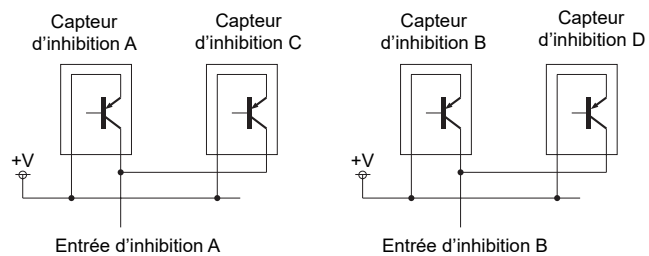 Capteur
d’inhibition A
Capteur
d’inhibition C
Capteur
d’inhibition B
Capteur
d’inhibition D
+V
+V
Entrée d’inhibition A
Entrée d’inhibition B